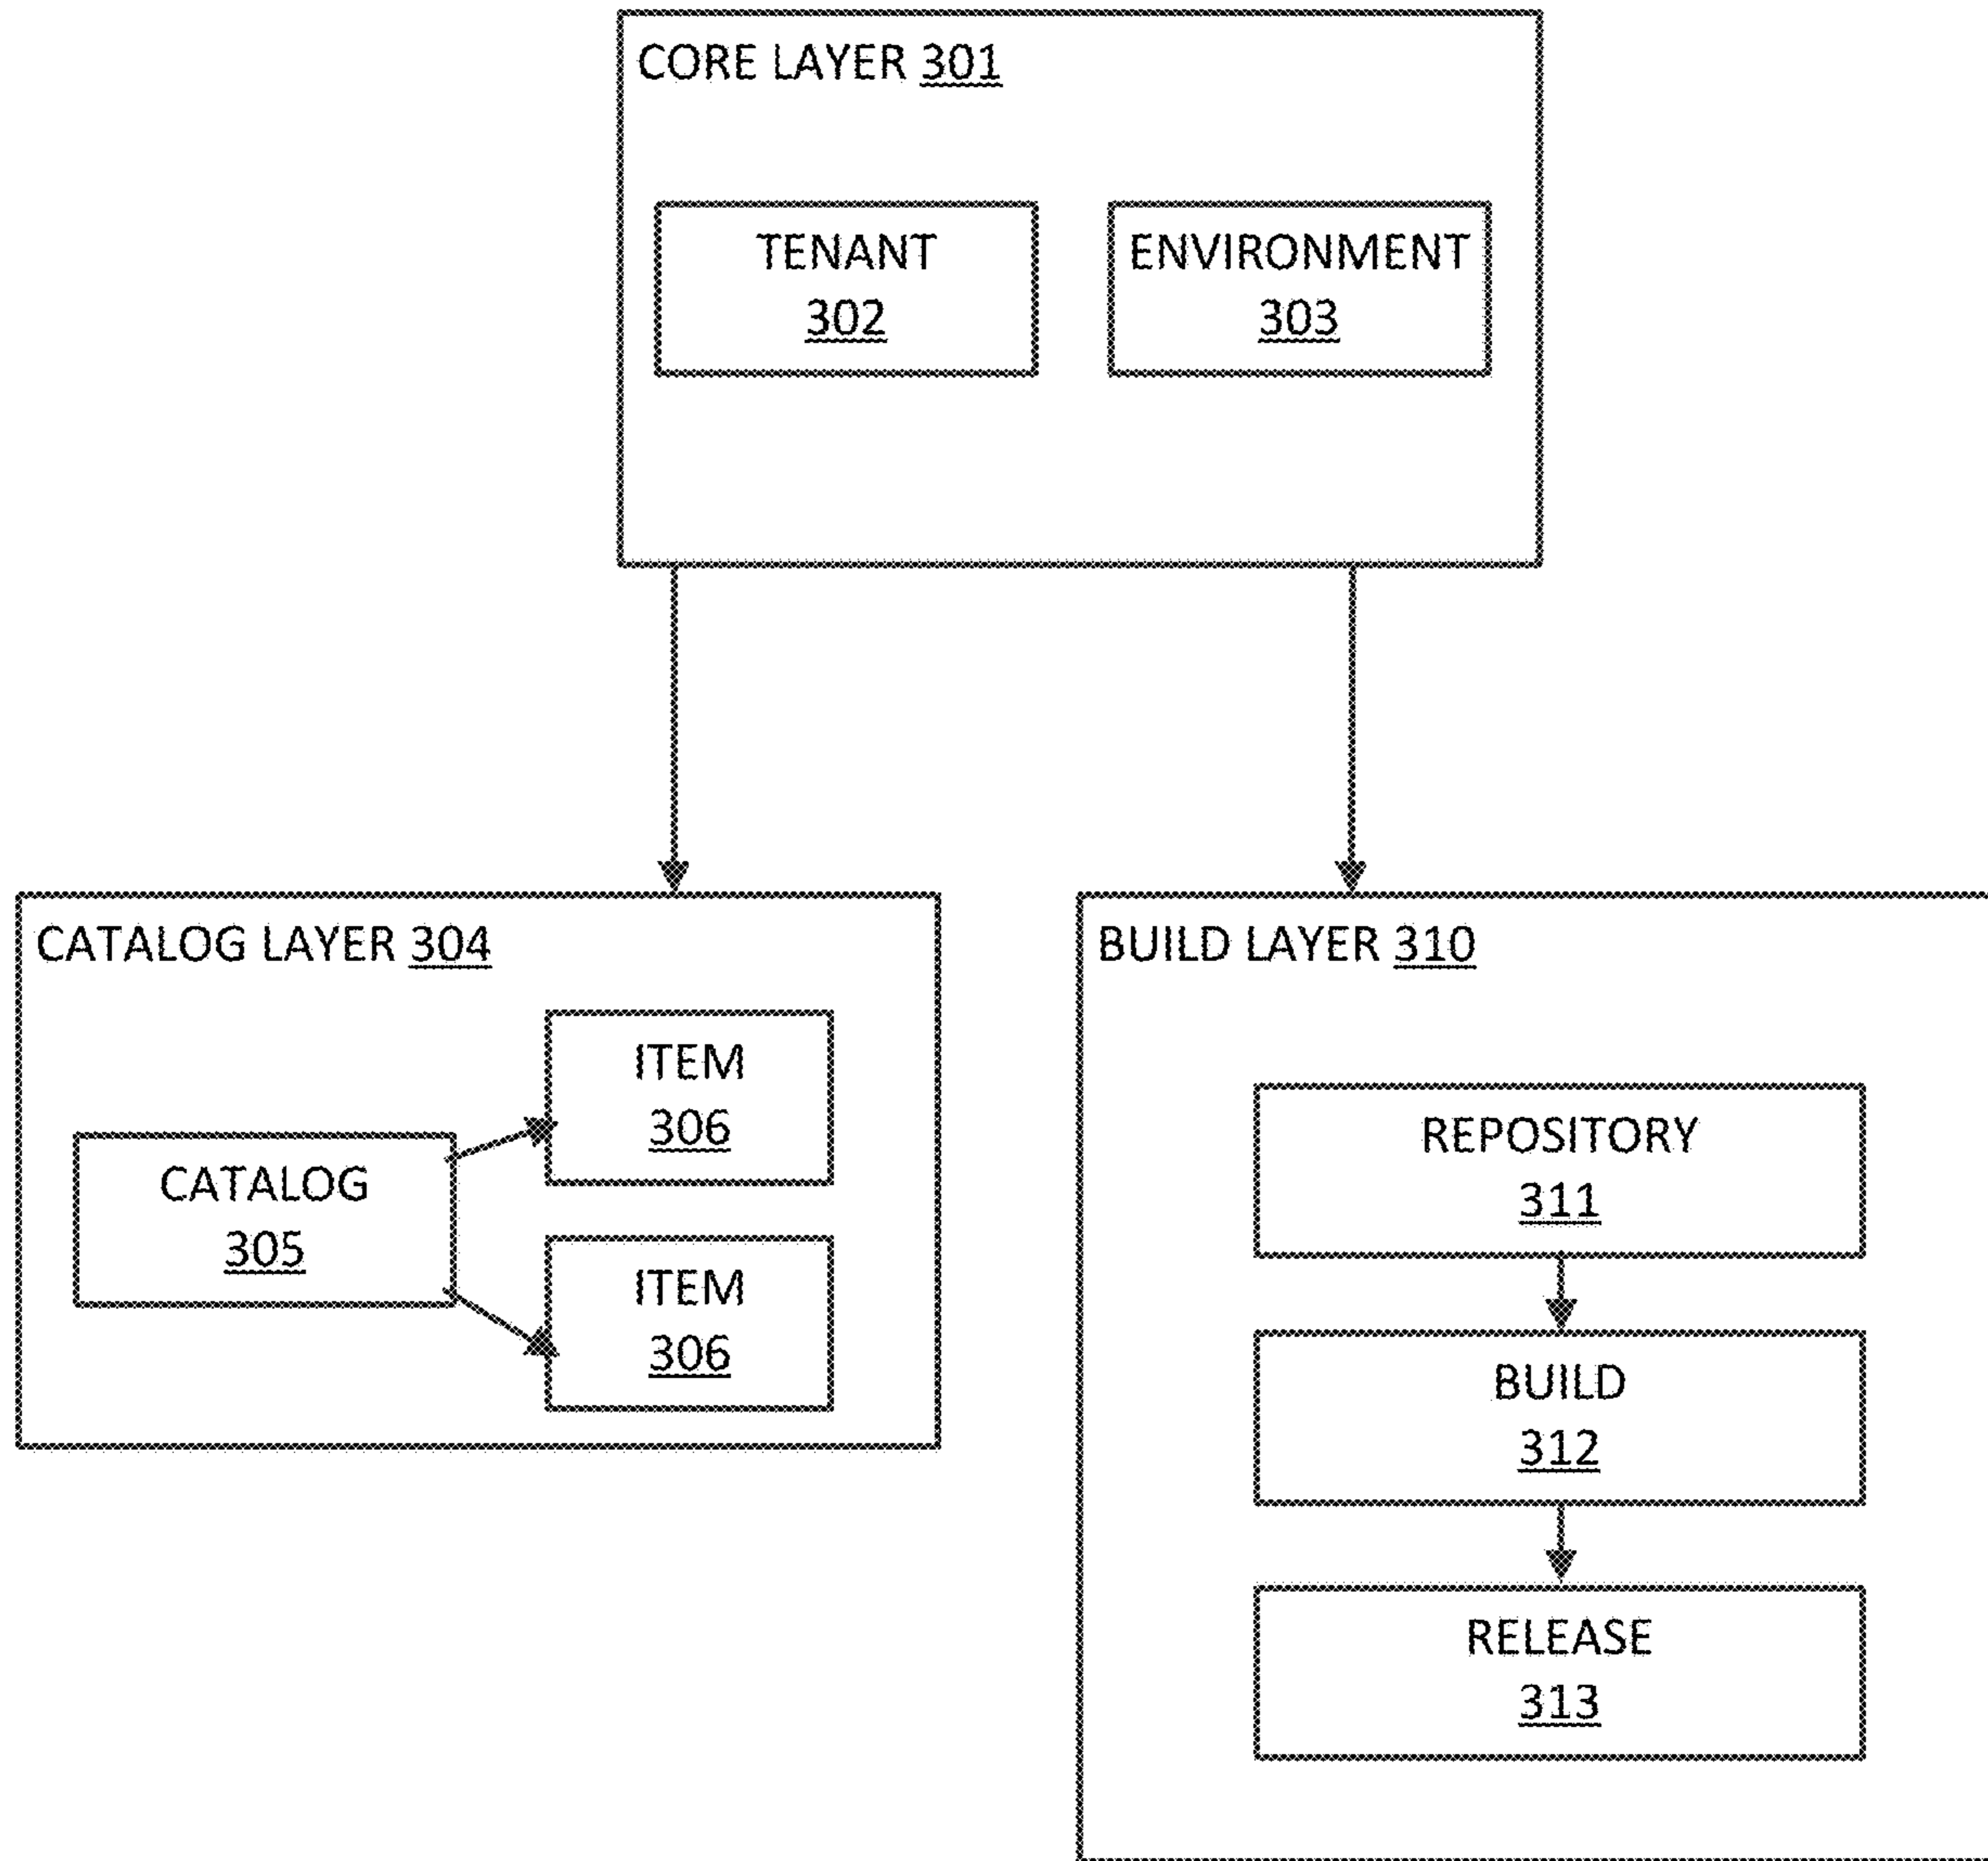 CORE LAYER 301
TENANT
302
ENVIRONMENT
303
CATALOG LAYER 304
CATALOG
305
ITEM
306
ITEM
306
BUILD LAYER 310
REPOSITORY
311
BUILD
312
RELEASE
313